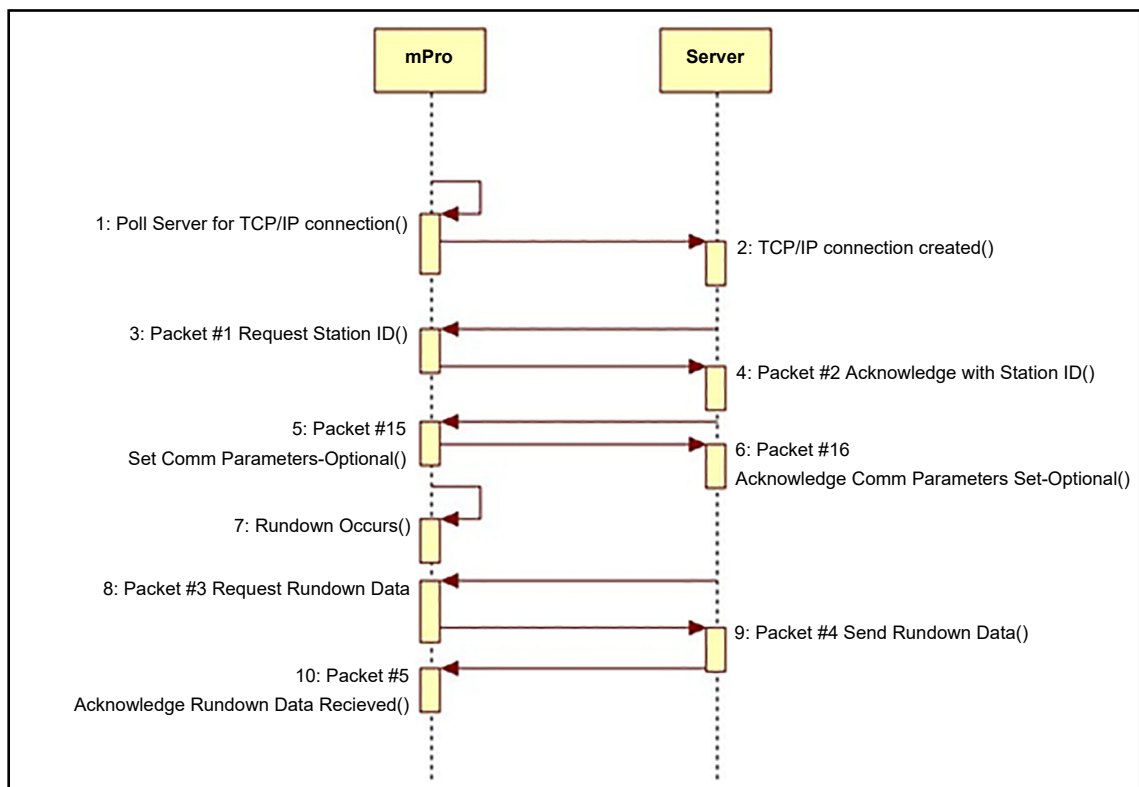 mPro
Server
1: Poll Server for TCP/IP connection()
2: TCP/IP connection created()
3: Packet #1 Request Station ID()
4: Packet #2 Acknowledge with Station ID()
5: Packet #15
Set Comm Parameters-Optional()
6: Packet #16
Acknowledge Comm Parameters Set-Optional()
7: Rundown Occurs()
8: Packet #3 Request Rundown Data
9: Packet #4 Send Rundown Data()
10: Packet #5
Acknowledge Rundown Data Recieved()